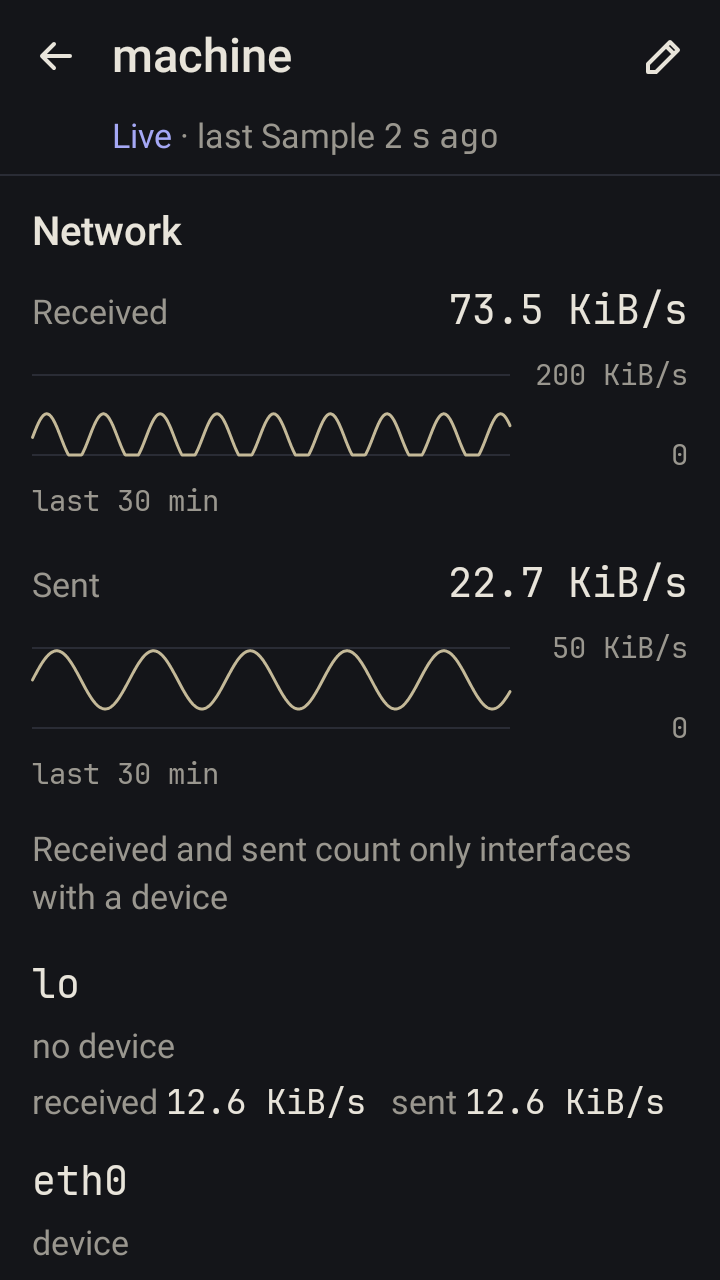 machine
Live · last Sample 2 s ago
Network
Received 73.5 KiB/s
200 KiB/s
0
last 30 min
Sent 22.7 KiB/s
50 KiB/s
0
last 30 min
Received and sent count only interfaces
with a device
lo
no device
received 12.6 KiB/s sent 12.6 KiB/s
eth0
device